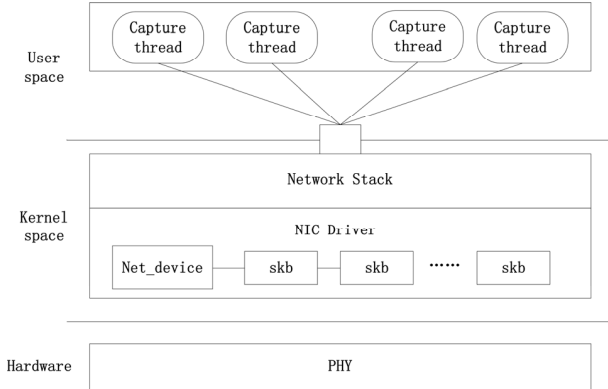 Capture
thread
Capture
thread
Capture
thread
Capture
thread
User
space
Network Stack
Kernel
space
NIC Driver
Net_device
skb
skb
······
skb
Hardware
PHY